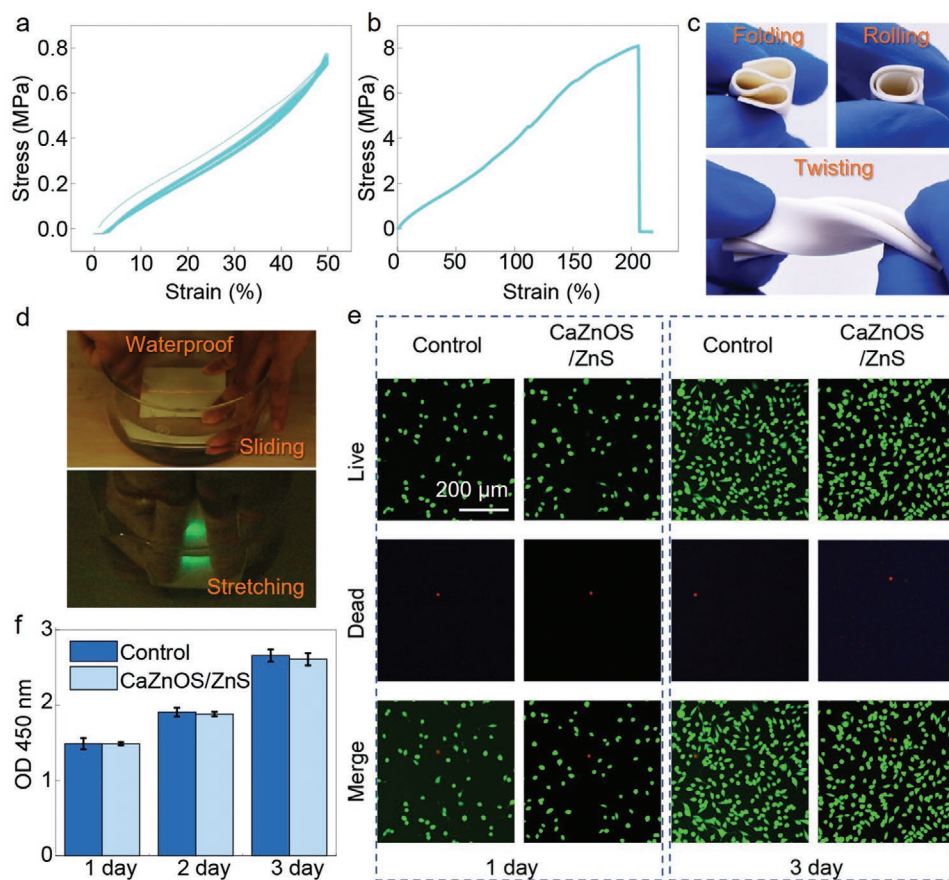 a
0.8
0.6
0.4
0.2
0.0
Stress (MPa)
0 10 20 30 40 50
Strain (%)
b
8
6
4
2
0
Stress (MPa)
0 50 100 150 200
Strain (%)
c
Folding
Rolling
Twisting
d
Waterproof
Sliding
Stretching
e
Control
CaZnOS
/ZnS
Control
CaZnOS
/ZnS
Live
200 μm
Dead
Merge
1 day
3 day
f
3
2
1
0
OD 450 nm
Control
CaZnOS/ZnS
1 day 2 day 3 day